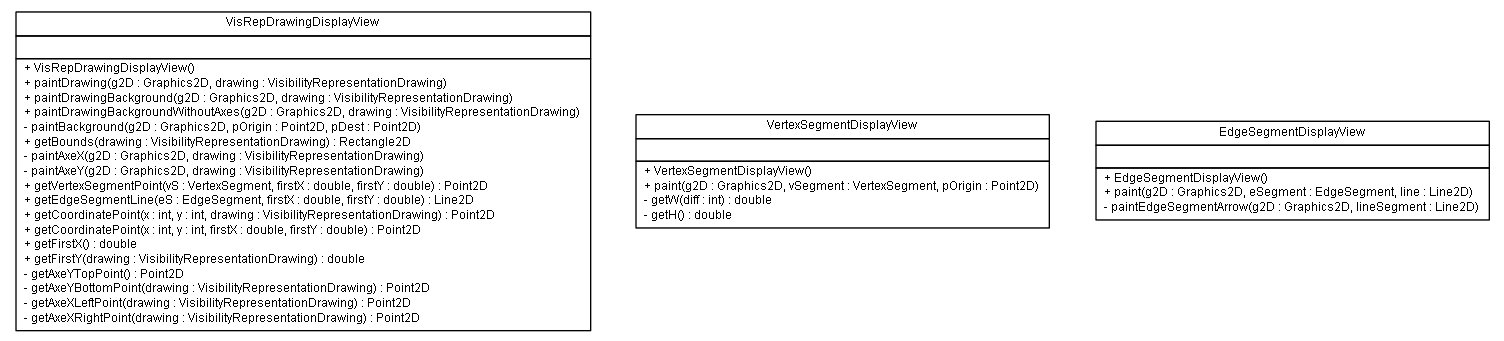 VisRepDrawingDisplayView
+ VisRepDrawingDisplayView()
+ paintDrawing(g2D : Graphics2D, drawing : VisibilityRepresentationDrawing)
+ paintDrawingBackground(g2D : Graphics2D, drawing : VisibilityRepresentationDrawing)
+ paintDrawingBackgroundWithoutAxes(g2D : Graphics2D, drawing : VisibilityRepresentationDrawing)
- paintBackground(g2D : Graphics2D, pOrigin : Point2D, pDest : Point2D)
+ getBounds(drawing : VisibilityRepresentationDrawing) : Rectangle2D
- paintAxeX(g2D : Graphics2D, drawing : VisibilityRepresentationDrawing)
- paintAxeY(g2D : Graphics2D, drawing : VisibilityRepresentationDrawing)
+ getVertexSegmentPoint(vS : VertexSegment, firstX : double, firstY : double) : Point2D
+ getEdgeSegmentLine(eS : EdgeSegment, firstX : double, firstY : double) : Line2D
+ getCoordinatePoint(x : int, y : int, drawing : VisibilityRepresentationDrawing) : Point2D
+ getCoordinatePoint(x : int, y : int, firstX : double, firstY : double) : Point2D
+ getFirstX() : double
+ getFirstY(drawing : VisibilityRepresentationDrawing) : double
- getAxeYTopPoint() : Point2D
- getAxeYBottomPoint(drawing : VisibilityRepresentationDrawing) : Point2D
- getAxeXLeftPoint(drawing : VisibilityRepresentationDrawing) : Point2D
- getAxeXRightPoint(drawing : VisibilityRepresentationDrawing) : Point2D
VertexSegmentDisplayView
+ VertexSegmentDisplayView()
+ paint(g2D : Graphics2D, vSegment : VertexSegment, pOrigin : Point2D)
- getW(diff : int) : double
- getH() : double
EdgeSegmentDisplayView
+ EdgeSegmentDisplayView()
+ paint(g2D : Graphics2D, eSegment : EdgeSegment, line : Line2D)
- paintEdgeSegmentArrow(g2D : Graphics2D, lineSegment : Line2D)